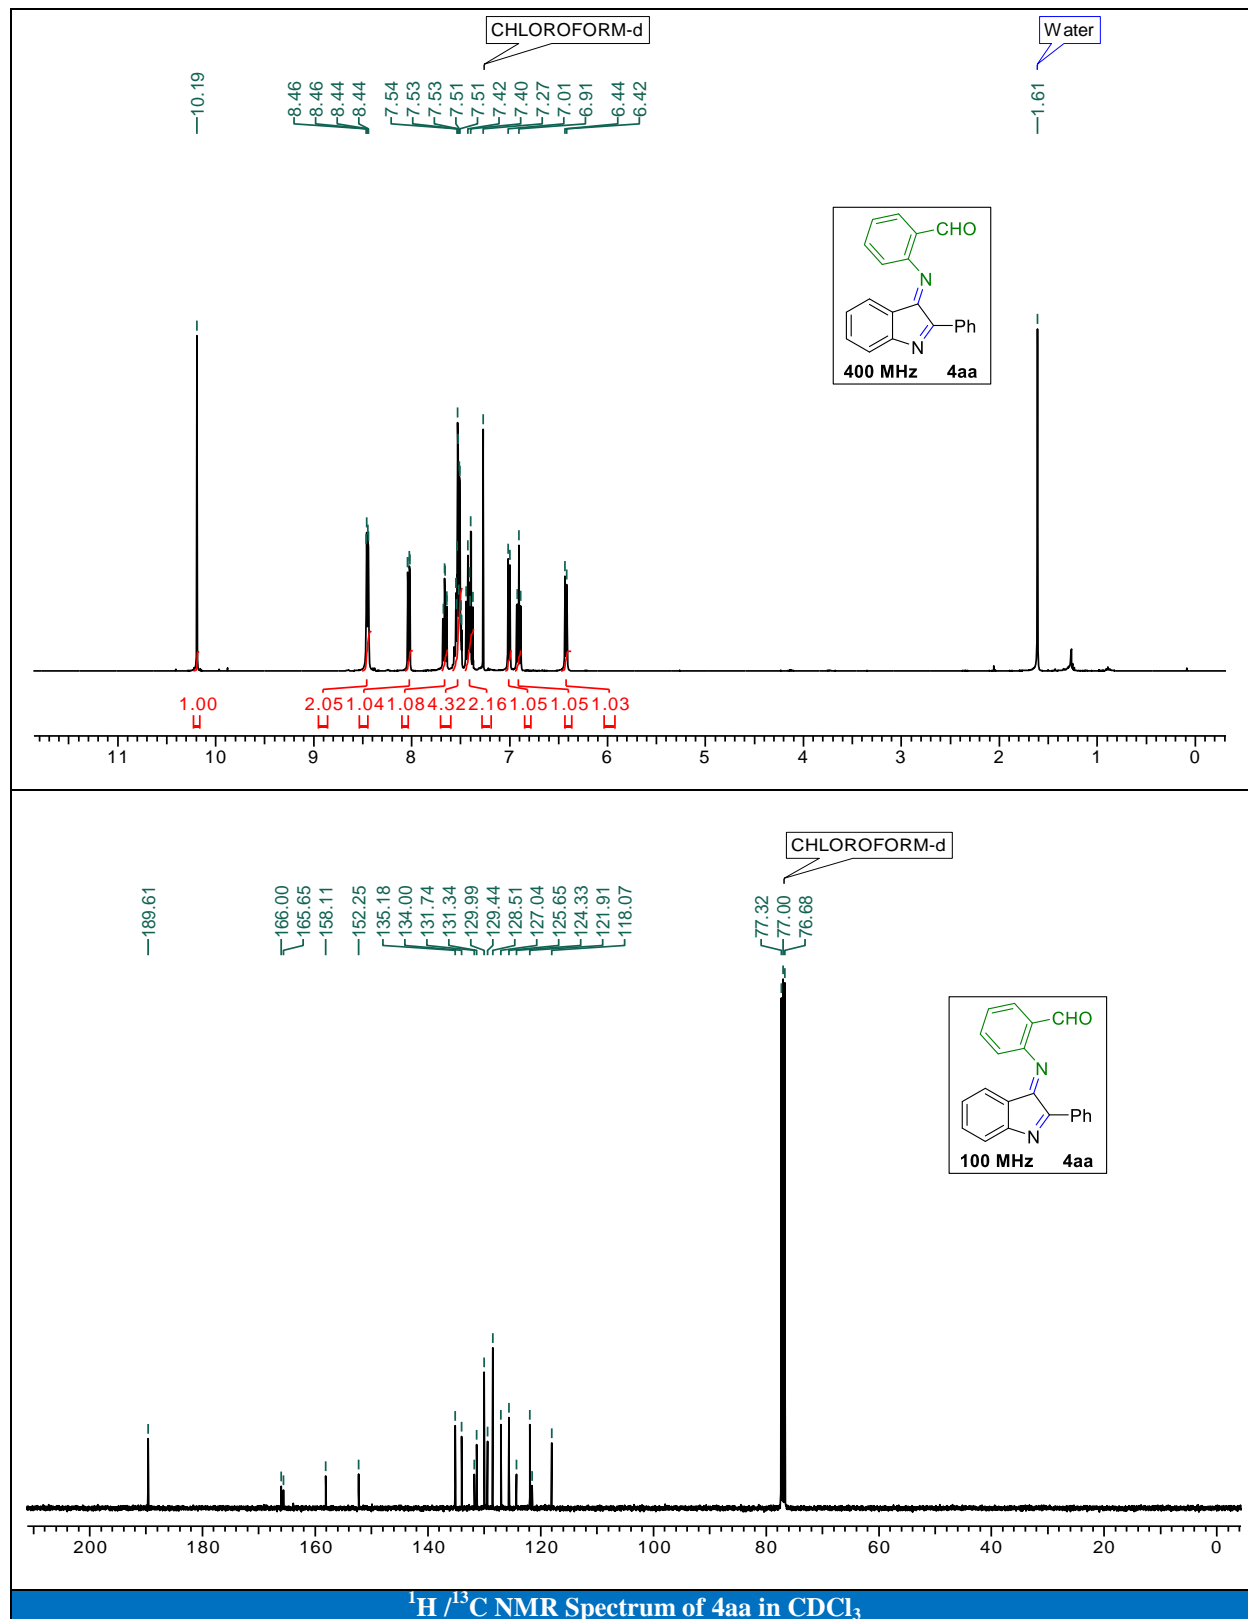 CHLOROFORM-d
Water
10.19
8.46
8.46
8.44
8.44
7.54
7.53
7.53
7.51
7.51
7.42
7.40
7.27
7.01
6.91
6.44
6.42
1.61
CHO
N
Ph
N
400 MHz 4aa
1.00 2.05 1.04 1.08 4.32 2.16 1.05 1.05 1.03
11 10 9 8 7 6 5 4 3 2 1 0
CHLOROFORM-d
189.61
166.00
165.65
158.11
152.25
135.18
134.00
131.74
131.34
129.99
129.44
128.51
127.04
125.65
124.33
121.91
118.07
77.32
77.00
76.68
CHO
N
Ph
N
100 MHz 4aa
200 180 160 140 120 100 80 60 40 20 0
¹H /¹³C NMR Spectrum of 4aa in CDCl₃